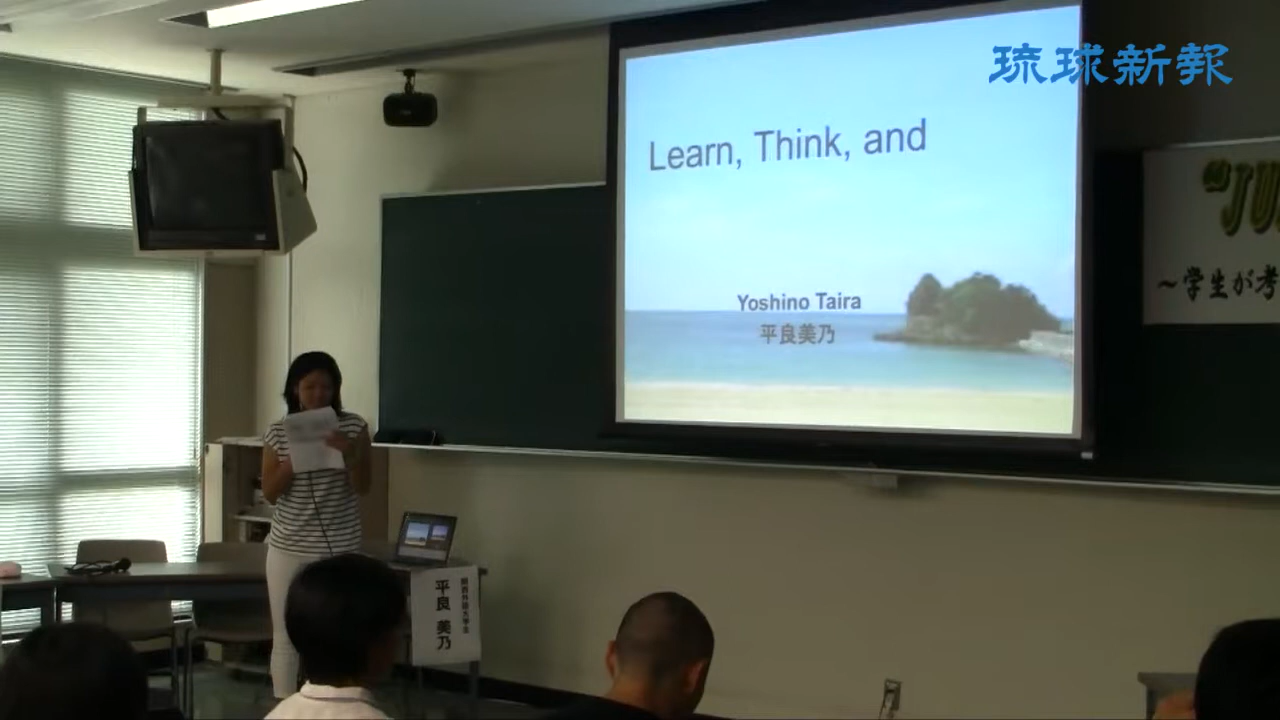 琉球新報
Learn, Think, and
Yoshino Taira
平良美乃
“JU
～学生が考
平良 美乃